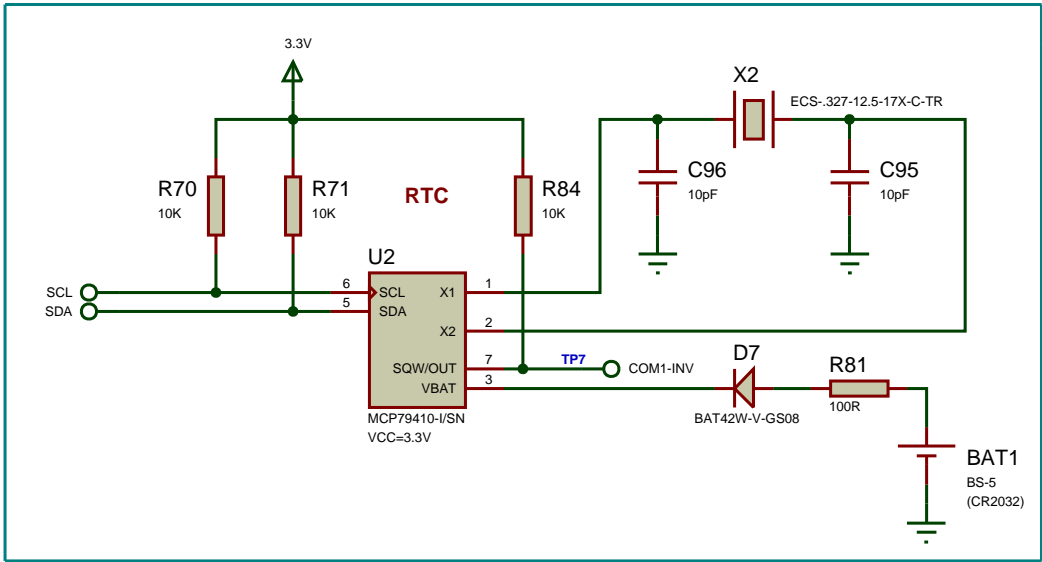 3.3V
X2
ECS-.327-12.5-17X-C-TR
R70
10K
R71
10K
RTC
R84
10K
C96
10pF
C95
10pF
U2
SCL
6
SCL
X1
1
SDA
5
SDA
X2
2
SQW/OUT
7
TP7
COM1-INV
VBAT
3
MCP79410-I/SN
VCC=3.3V
D7
BAT42W-V-GS08
R81
100R
BAT1
BS-5
(CR2032)